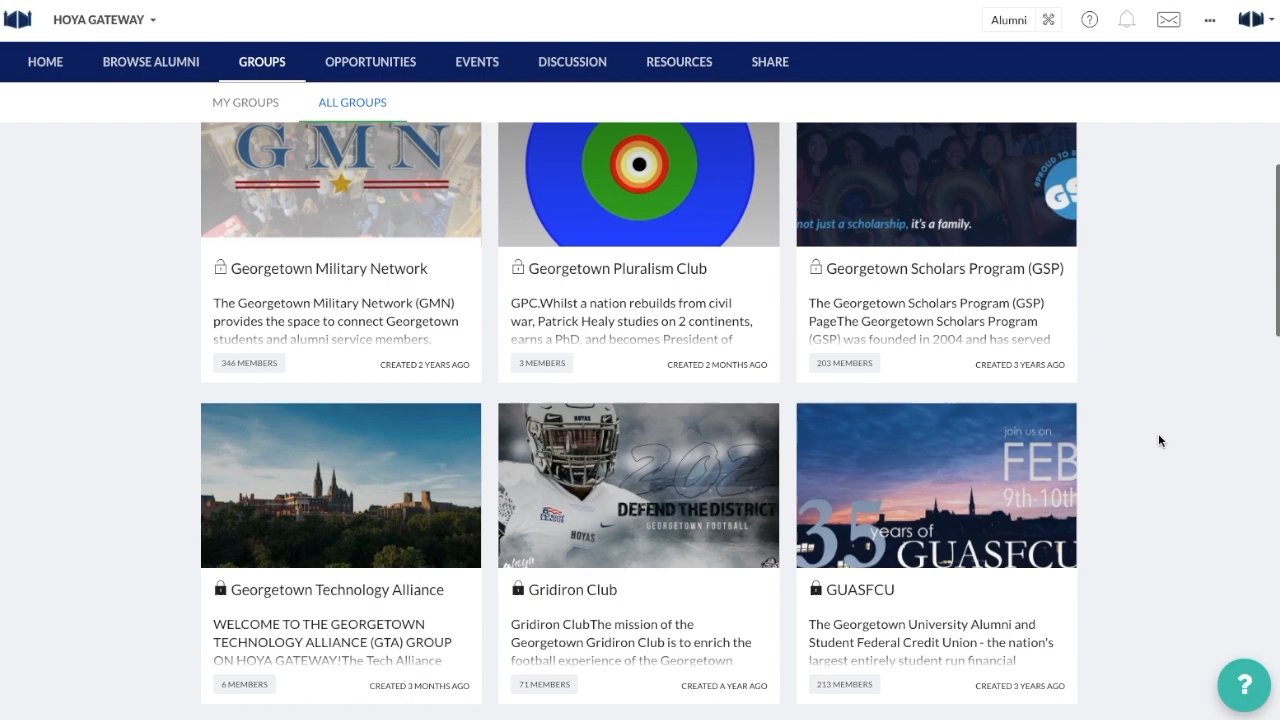 HOYA GATEWAY
Alumni
HOME
BROWSE ALUMNI
GROUPS
OPPORTUNITIES
EVENTS
DISCUSSION
RESOURCES
SHARE
MY GROUPS
ALL GROUPS
GMN
Georgetown Military Network
The Georgetown Military Network (GMN)
provides the space to connect Georgetown
students and alumni service members.
346 MEMBERS
CREATED 2 YEARS AGO
Georgetown Pluralism Club
GPC.Whilst a nation rebuilds from civil
war, Patrick Healy studies on 2 continents,
earns a PhD, and becomes President of
3 MEMBERS
CREATED 2 MONTHS AGO
#PROUD TO B
GS
not just a scholarship, it's a family.
Georgetown Scholars Program (GSP)
The Georgetown Scholars Program (GSP)
PageThe Georgetown Scholars Program
(GSP) was founded in 2004 and has served
203 MEMBERS
CREATED 3 YEARS AGO
Georgetown Technology Alliance
WELCOME TO THE GEORGETOWN
TECHNOLOGY ALLIANCE (GTA) GROUP
ON HOYA GATEWAY!The Tech Alliance
6 MEMBERS
CREATED 3 MONTHS AGO
HOYAS
202
DEFEND THE DISTRICT
GEORGETOWN FOOTBALL
HOYAS
Gridiron Club
Gridiron ClubThe mission of the
Georgetown Gridiron Club is to enrich the
football experience of the Georgetown
71 MEMBERS
CREATED A YEAR AGO
join us on
FEB
9th-10th
35 years of
GUASFCU
GUASFCU
The Georgetown University Alumni and
Student Federal Credit Union - the nation's
largest entirely student run financial
213 MEMBERS
CREATED 3 YEARS AGO